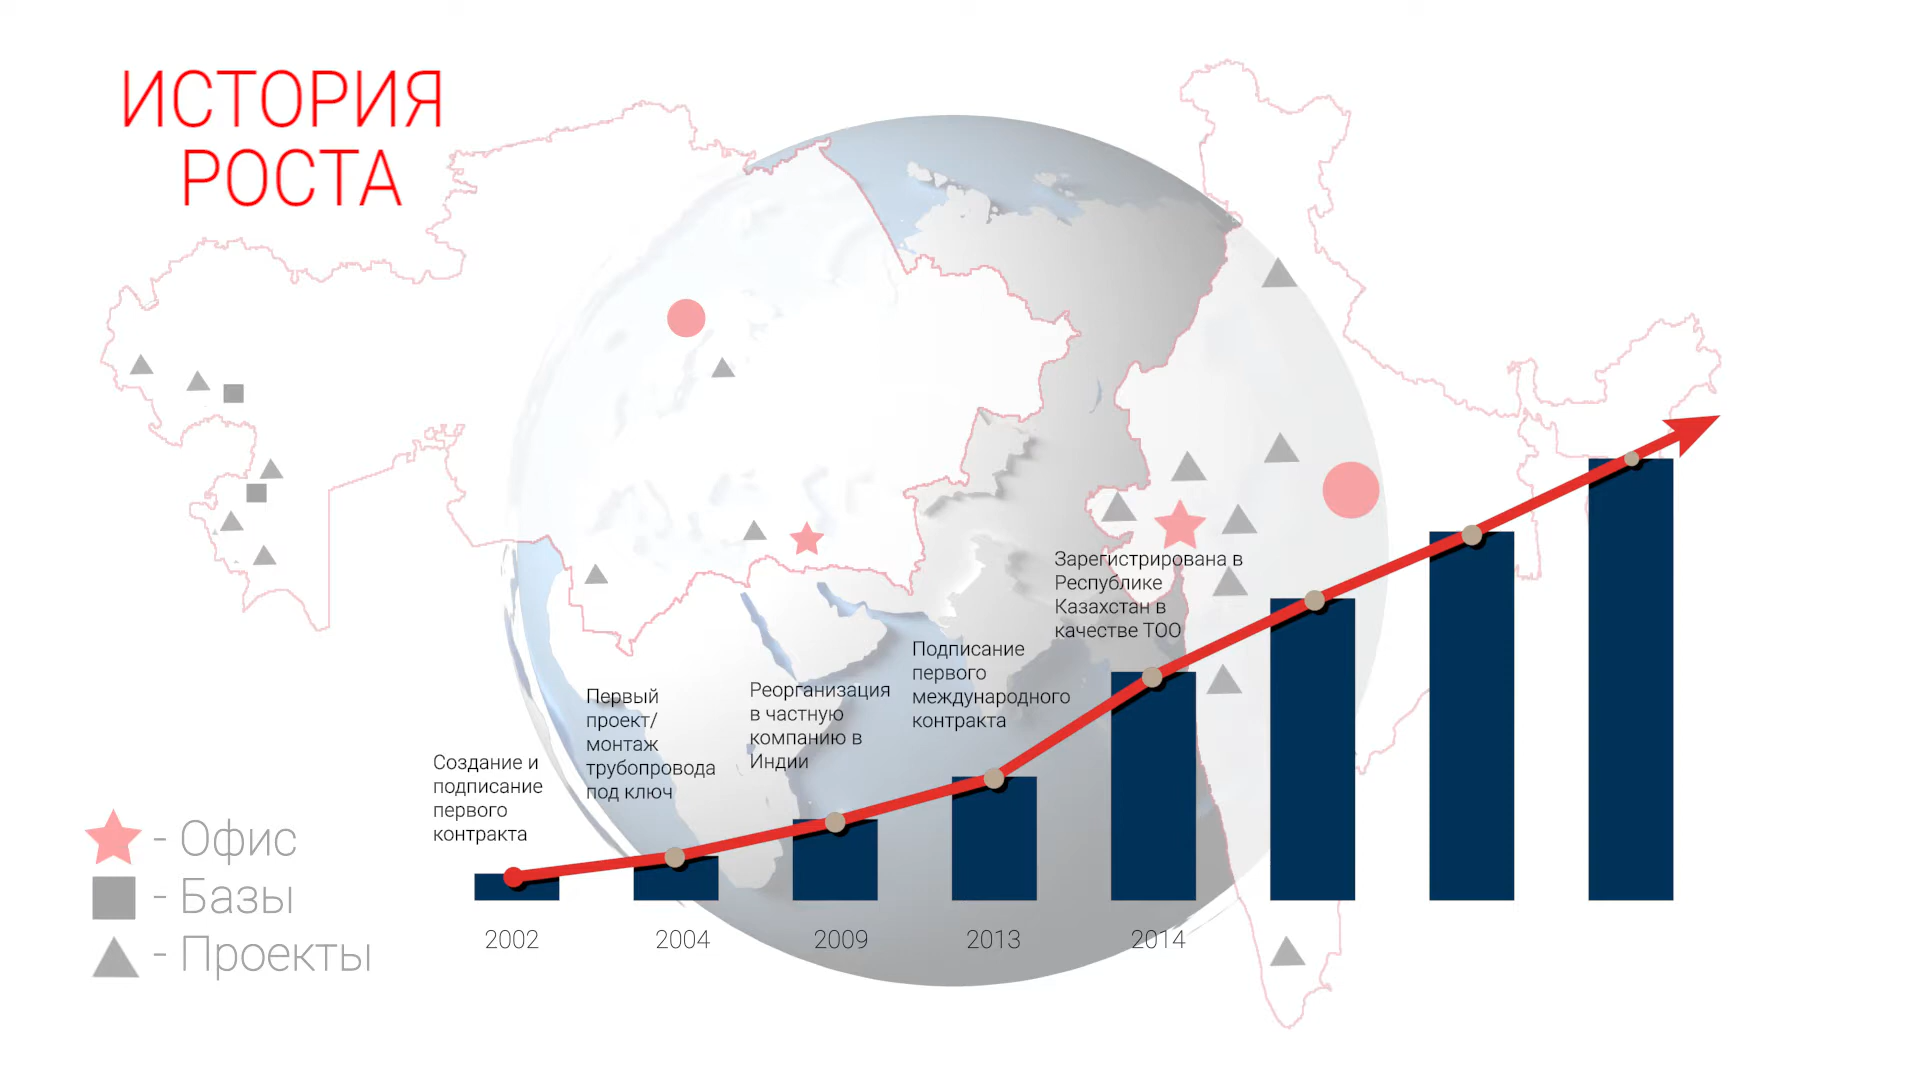 ИСТОРИЯ
РОСТА
Зарегистрирована в
Республике
Казахстан в
качестве ТОО
Подписание
первого
международного
контракта
Реорганизация
в частную
компанию в
Индии
Первый
проект/
монтаж
трубопровода
под ключ
Создание и
подписание
первого
контракта
- Офис
- Базы
- Проекты
2002
2004
2009
2013
2014